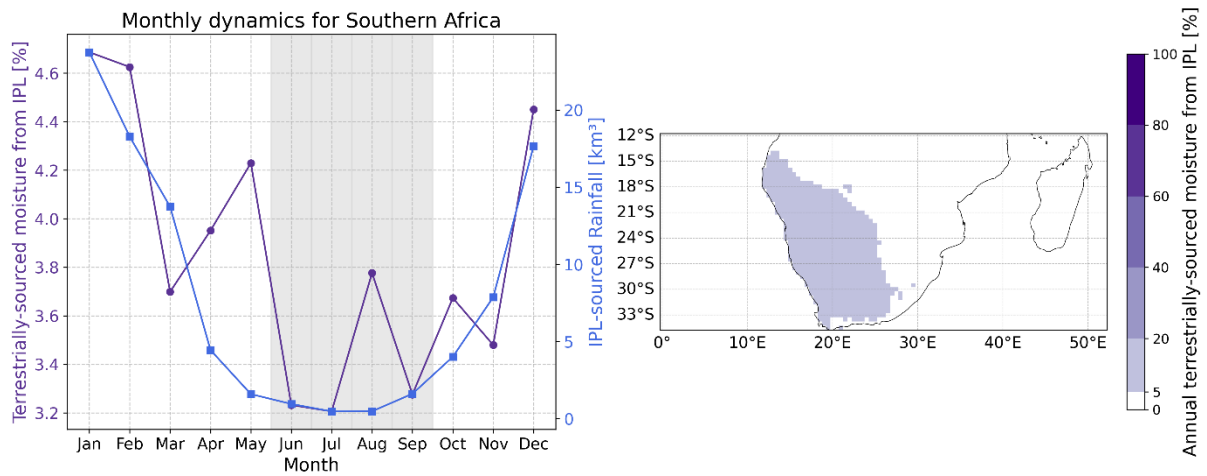 Monthly dynamics for Southern Africa
Terrestrially-sourced moisture from IPL [%]
4.6
4.4
4.2
4.0
3.8
3.6
3.4
3.2
Jan Feb Mar Apr May Jun Jul Aug Sep Oct Nov Dec
Month
20
15
10
5
0
IPL-sourced Rainfall [km³]
12°S
15°S
18°S
21°S
24°S
27°S
30°S
33°S
0° 10°E 20°E 30°E 40°E 50°E
100
80
60
40
20
5
0
Annual terrestrially-sourced moisture from IPL [%]